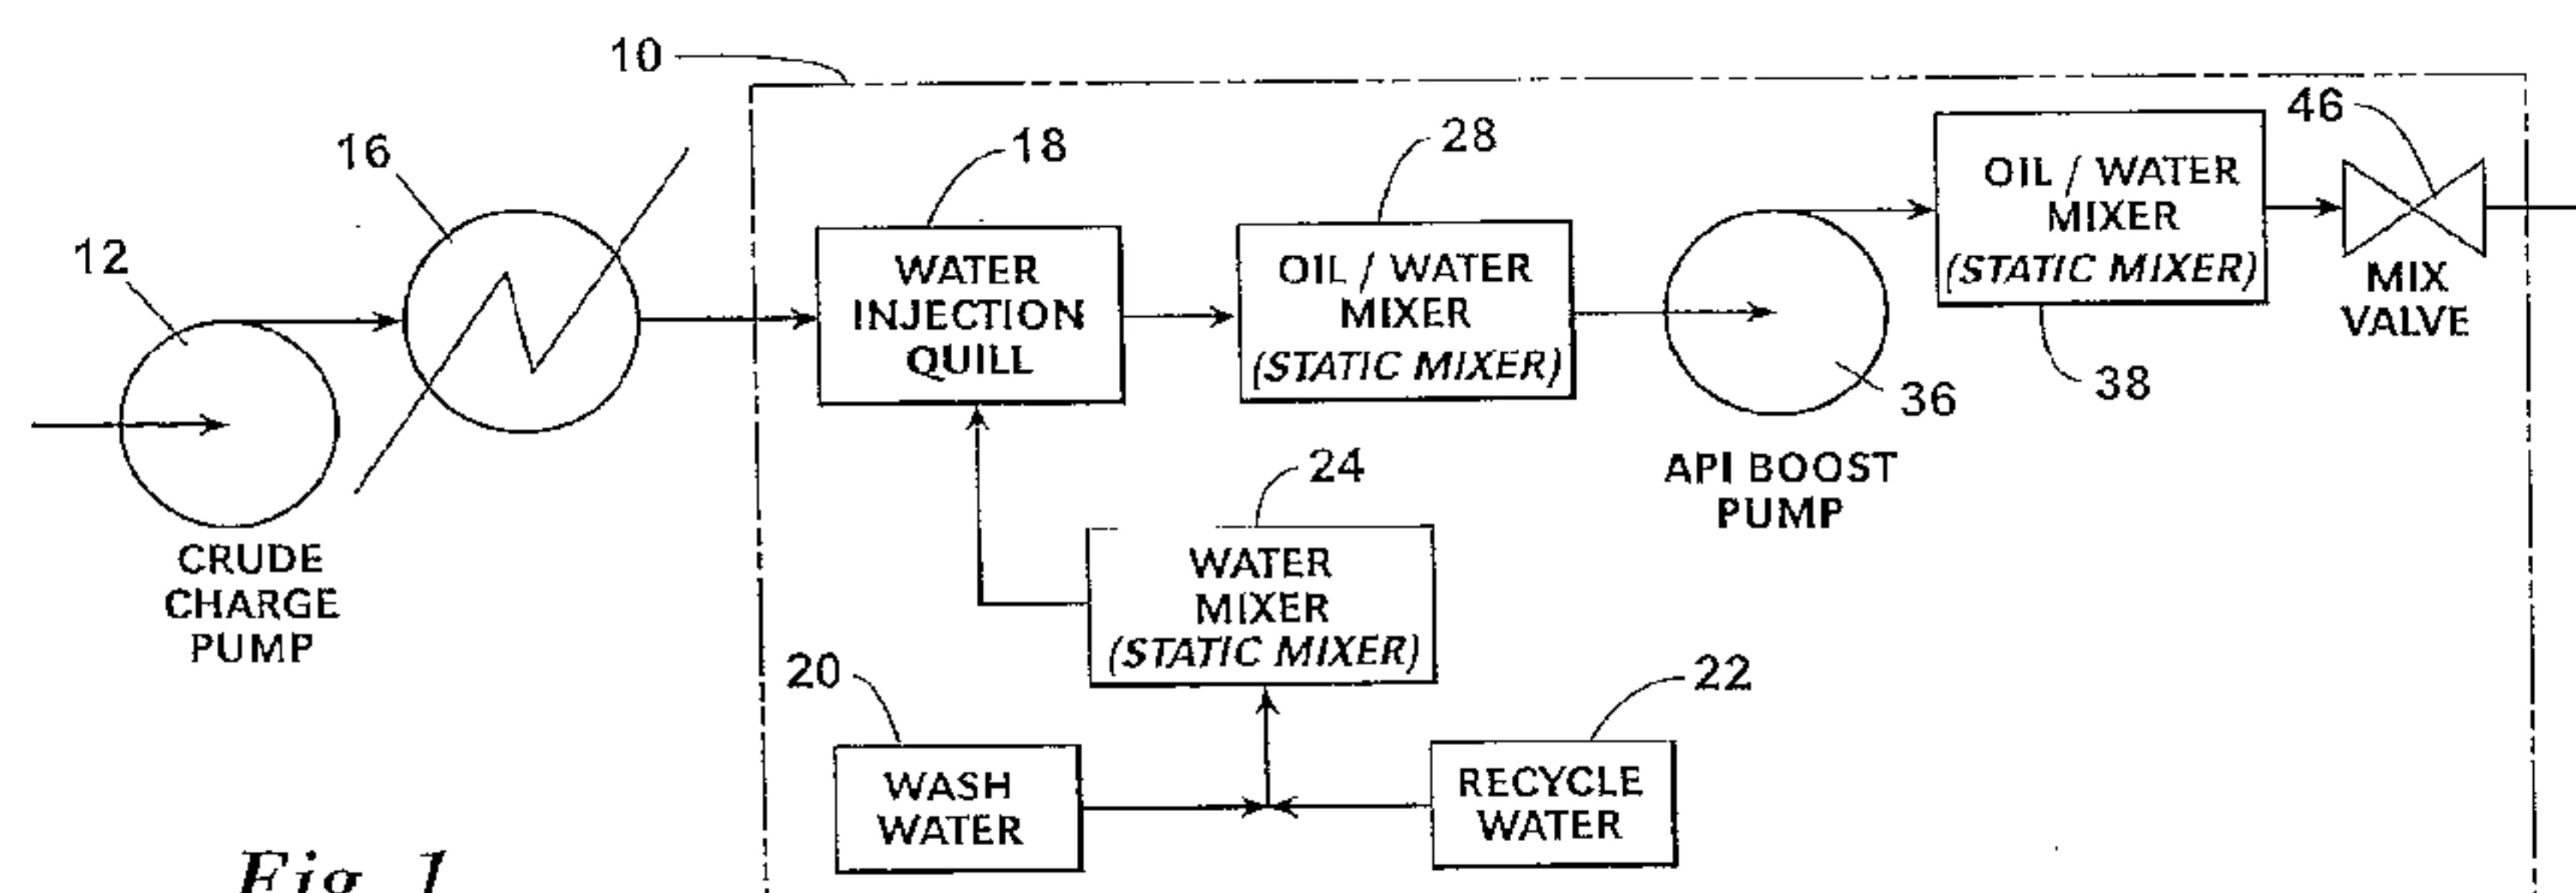 10
46
16
18
28
OIL / WATER
MIXER
(STATIC MIXER)
12
WATER
INJECTION
QUILL
OIL / WATER
MIXER
(STATIC MIXER)
MIX
VALVE
36
38
API BOOST
PUMP
24
CRUDE
CHARGE
PUMP
WATER
MIXER
(STATIC MIXER)
20
22
WASH
WATER
RECYCLE
WATER
Fig. 1